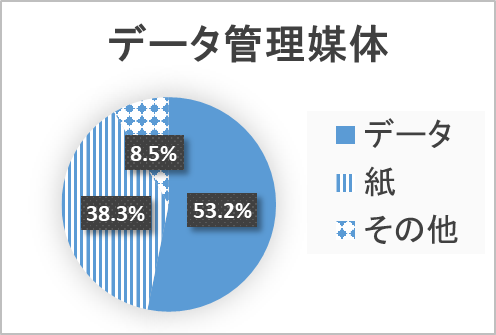 データ管理媒体
8.5%
38.3%
53.2%
データ
紙
その他